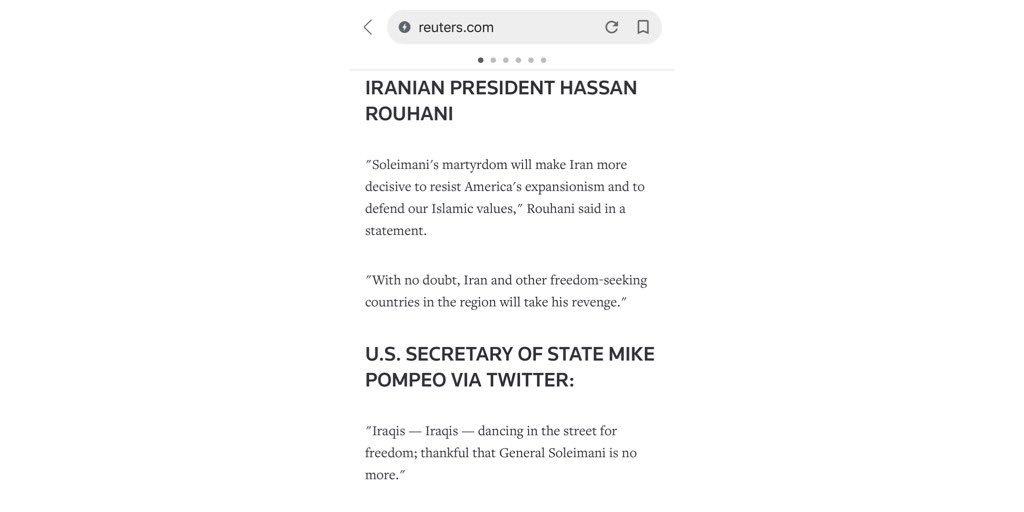 reuters.com
IRANIAN PRESIDENT HASSAN
ROUHANI
"Soleimani's martyrdom will make Iran more
decisive to resist America's expansionism and to
defend our Islamic values," Rouhani said in a
statement.
"With no doubt, Iran and other freedom-seeking
countries in the region will take his revenge."
U.S. SECRETARY OF STATE MIKE
POMPEO VIA TWITTER:
"Iraqis — Iraqis — dancing in the street for
freedom; thankful that General Soleimani is no
more."